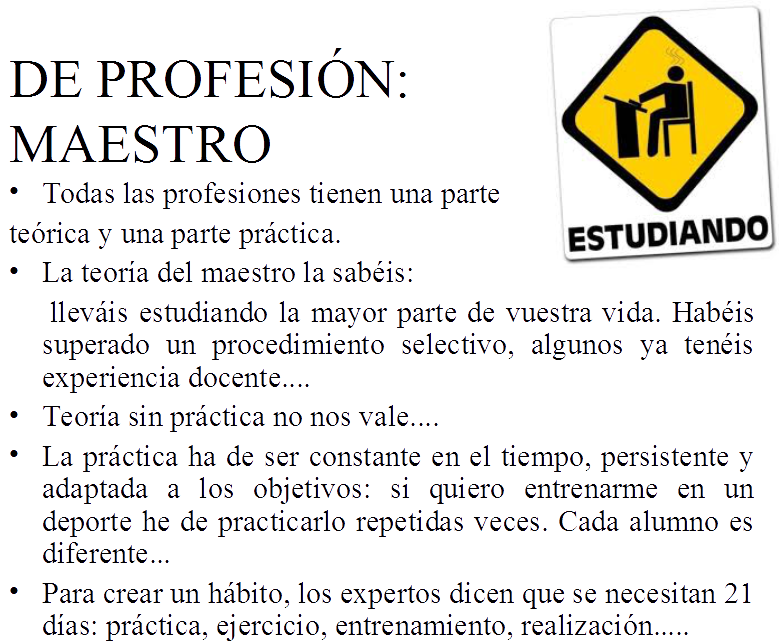 DE PROFESIÓN:
MAESTRO
• Todas las profesiones tienen una parte
teórica y una parte práctica.
• La teoría del maestro la sabéis:
lleváis estudiando la mayor parte de vuestra vida. Habéis
superado un procedimiento selectivo, algunos ya tenéis
experiencia docente....
• Teoría sin práctica no nos vale....
• La práctica ha de ser constante en el tiempo, persistente y
adaptada a los objetivos: si quiero entrenarme en un
deporte he de practicarlo repetidas veces. Cada alumno es
diferente...
• Para crear un hábito, los expertos dicen que se necesitan 21
días: práctica, ejercicio, entrenamiento, realización.....
ESTUDIANDO